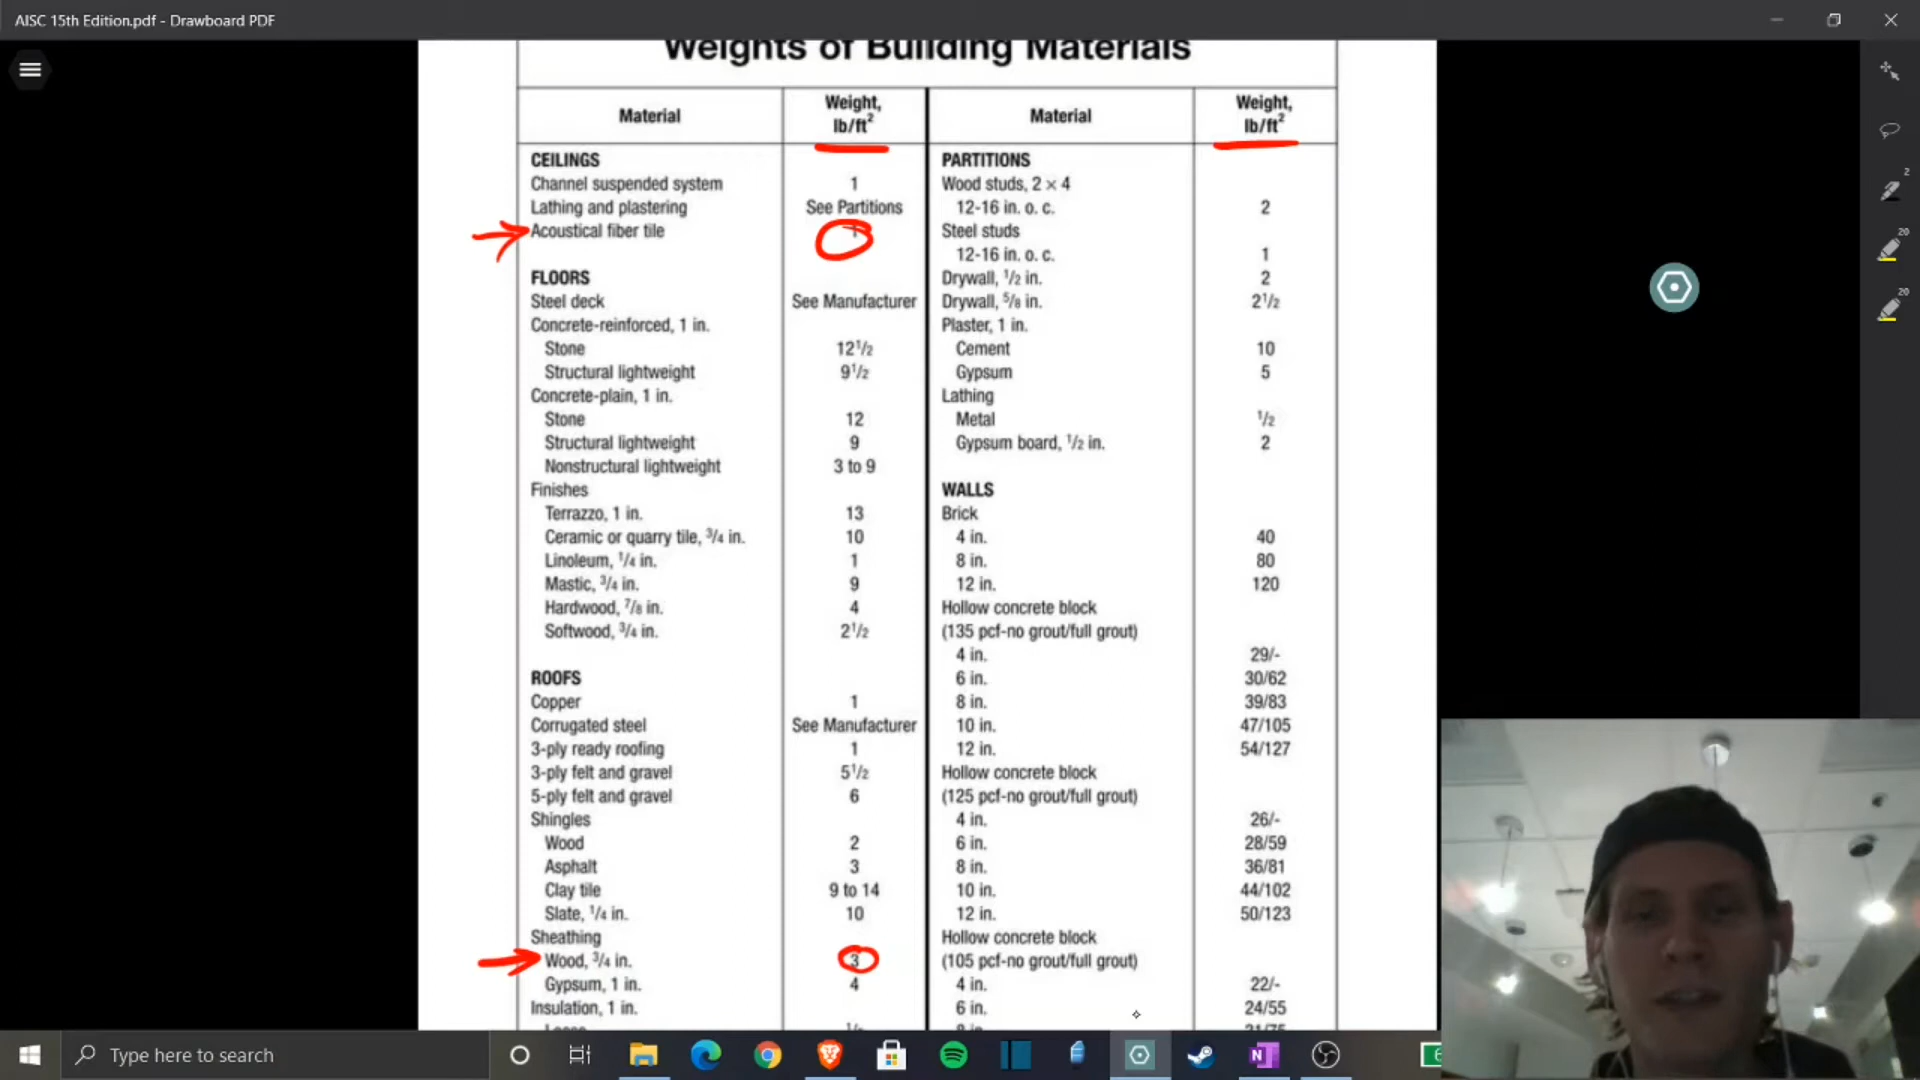 AISC 15th Edition.pdf - Drawboard PDF
Weights of Building Materials
Material
Weight,
lb/ft²
CEILINGS
Channel suspended system 1
Lathing and plastering See Partitions
Acoustical fiber tile 1
FLOORS
Steel deck See Manufacturer
Concrete-reinforced, 1 in.
Stone 12 1/2
Structural lightweight 9 1/2
Concrete-plain, 1 in.
Stone 12
Structural lightweight 9
Nonstructural lightweight 3 to 9
Finishes
Terrazzo, 1 in. 13
Ceramic or quarry tile, 3/4 in. 10
Linoleum, 1/4 in. 1
Mastic, 3/4 in. 9
Hardwood, 7/8 in. 4
Softwood, 3/4 in. 2 1/2
ROOFS
Copper 1
Corrugated steel See Manufacturer
3-ply ready roofing 1
3-ply felt and gravel 5 1/2
5-ply felt and gravel 6
Shingles
Wood 2
Asphalt 3
Clay tile 9 to 14
Slate, 1/4 in. 10
Sheathing
Wood, 3/4 in. 3
Gypsum, 1 in. 4
Insulation, 1 in.
Material
Weight,
lb/ft²
PARTITIONS
Wood studs, 2 × 4
12-16 in. o. c. 2
Steel studs
12-16 in. o. c. 1
Drywall, 1/2 in. 2
Drywall, 5/8 in. 2 1/2
Plaster, 1 in.
Cement 10
Gypsum 5
Lathing
Metal 1/2
Gypsum board, 1/2 in. 2
WALLS
Brick
4 in. 40
8 in. 80
12 in. 120
Hollow concrete block
(135 pcf-no grout/full grout)
4 in. 29/-
6 in. 30/62
8 in. 39/83
10 in. 47/105
12 in. 54/127
Hollow concrete block
(125 pcf-no grout/full grout)
4 in. 26/-
6 in. 28/59
8 in. 36/81
10 in. 44/102
12 in. 50/123
Hollow concrete block
(105 pcf-no grout/full grout)
4 in. 22/-
6 in. 24/55
2
20
20
Type here to search